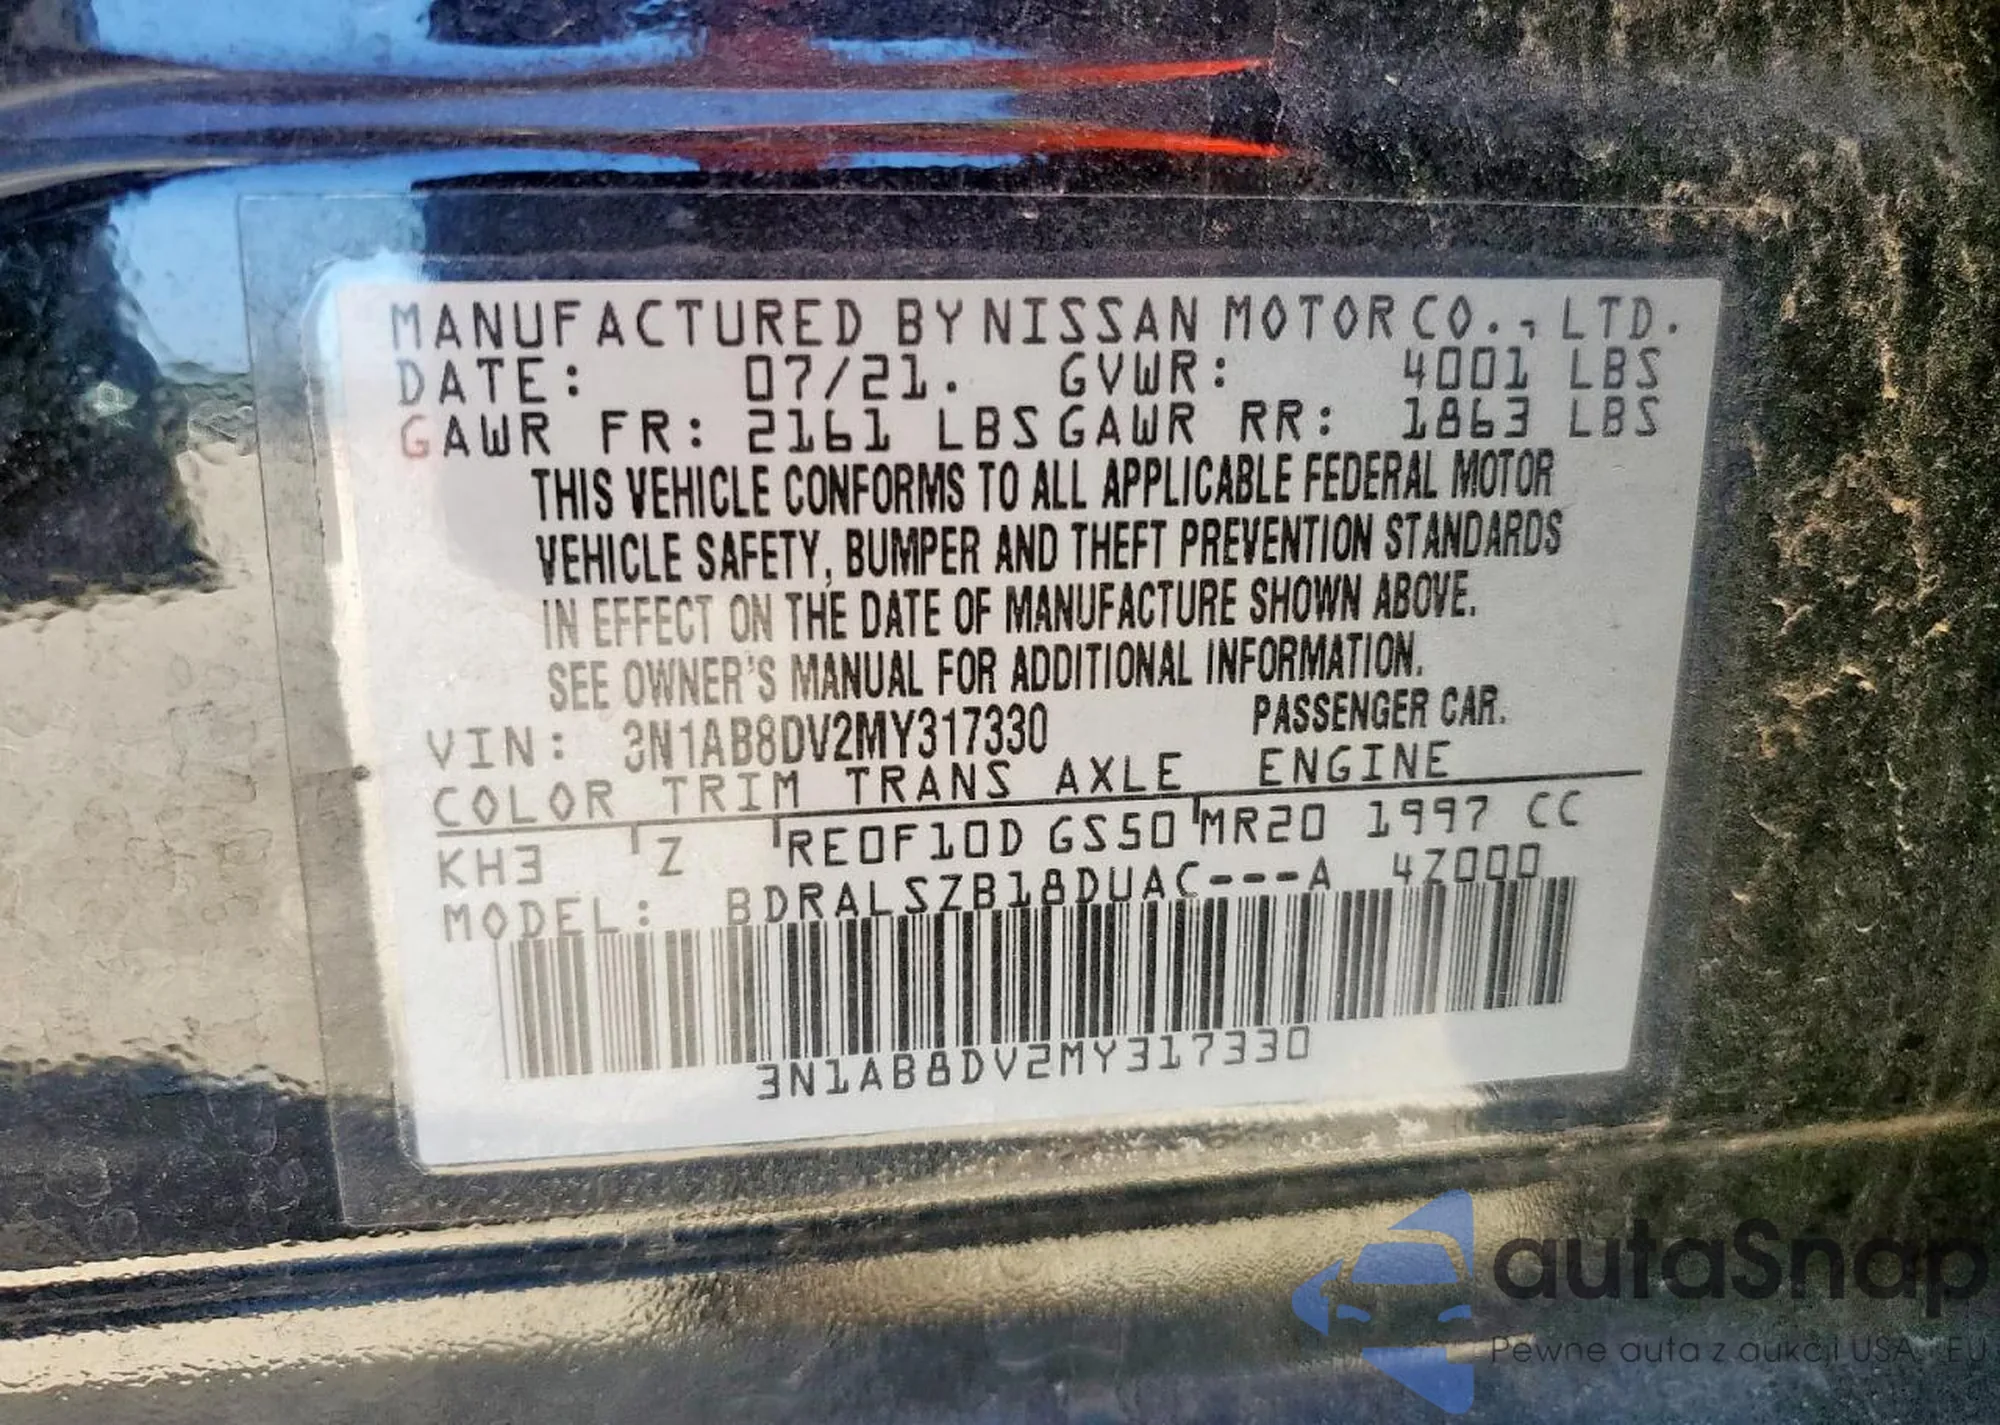 MANUFACTURED BY NISSAN MOTOR CO., LTD.
DATE: 07/21. GVWR: 4001 LBS
GAWR FR: 2161 LBS GAWR RR: 1863 LBS
THIS VEHICLE CONFORMS TO ALL APPLICABLE FEDERAL MOTOR
VEHICLE SAFETY, BUMPER AND THEFT PREVENTION STANDARDS
IN EFFECT ON THE DATE OF MANUFACTURE SHOWN ABOVE.
SEE OWNER'S MANUAL FOR ADDITIONAL INFORMATION.
VIN: 3N1AB8DV2MY317330 PASSENGER CAR.
COLOR TRIM TRANS AXLE ENGINE
KH3 Z RE0F10D GS50 MR20 1997 CC
MODEL: BDRALSZB18DUAC---A 4Z000
3N1AB8DV2MY317330
autaSnap
Pewne auta z aukcji USA i EU